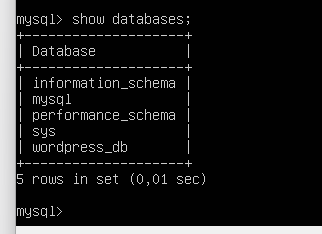 mysql> show databases;
+--------------------+
| Database           |
+--------------------+
| information_schema |
| mysql              |
| performance_schema |
| sys                |
| wordpress_db       |
+--------------------+
5 rows in set (0,01 sec)
mysql>